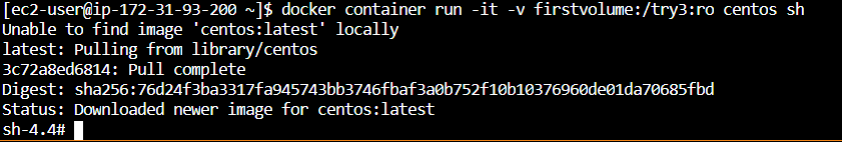 [ec2-user@ip-172-31-93-200 ~]$ docker container run -it -v firstvolume:/try3:ro centos sh
Unable to find image 'centos:latest' locally
latest: Pulling from library/centos
3c72a8ed6814: Pull complete
Digest: sha256:76d24f3ba3317fa945743bb3746fbaf3a0b752f10b10376960de01da70685fbd
Status: Downloaded newer image for centos:latest
sh-4.4#